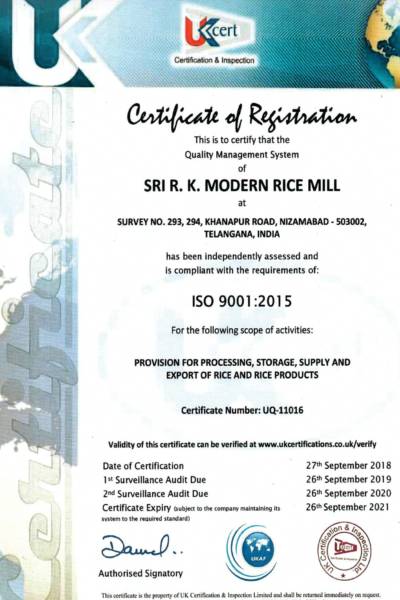 UK cert
Certification & Inspection
Certificate of Registration
This is to certify that the
Quality Management System
of
SRI R. K. MODERN RICE MILL
at
SURVEY NO. 293, 294, KHANAPUR ROAD, NIZAMABAD - 503002,
TELANGANA, INDIA
has been independently assessed and
is compliant with the requirements of:
ISO 9001:2015
For the following scope of activities:
PROVISION FOR PROCESSING, STORAGE, SUPPLY AND
EXPORT OF RICE AND RICE PRODUCTS
Certificate Number: UQ-11016
Validity of this certificate can be verified at www.ukcertifications.co.uk/verify
Date of Certification 27th September 2018
1st Surveillance Audit Due 26th September 2019
2nd Surveillance Audit Due 26th September 2020
Certificate Expiry (subject to the company maintaining its 26th September 2021
system to the required standard)
Authorised Signatory
UKAF
UK Certification & Inspection Ltd
This certificate is the property of UK Certification & Inspection Limited and shall be returned immediately on request.
Certificate